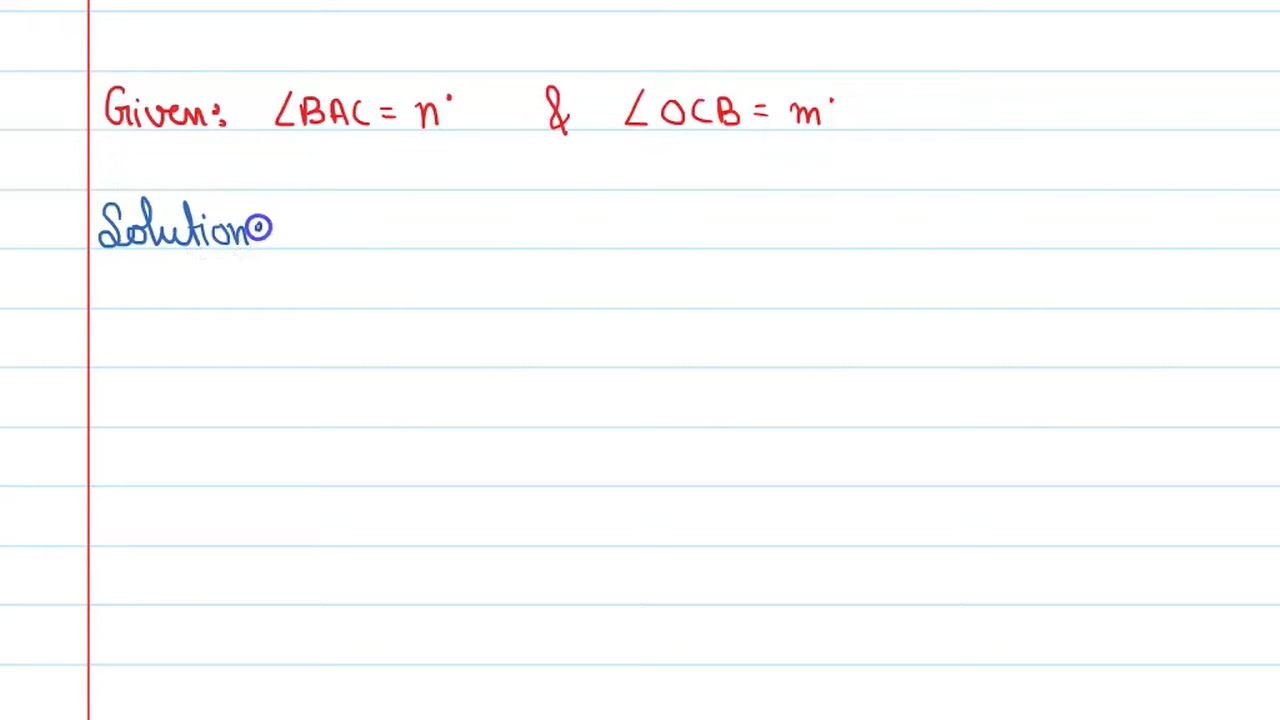 Given: ∠BAC = n° & ∠OCB = m°
Solution: